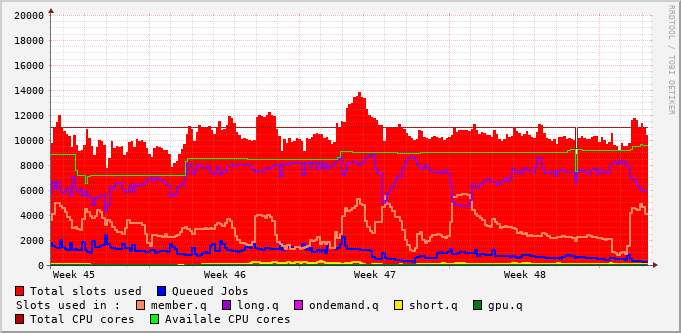 20000
18000
16000
14000
12000
10000
8000
6000
4000
2000
0
Week 45 Week 46 Week 47 Week 48
RRDTOOL / TOBI OETIKER
Total slots used Queued Jobs
Slots used in : member.q long.q ondemand.q short.q gpu.q
Total CPU cores Availale CPU cores